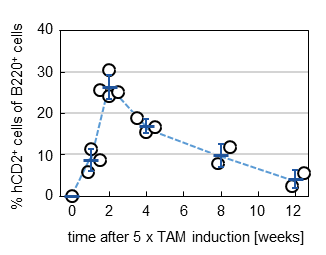 % hCD2⁺ cells of B220⁺ cells
40
30
20
10
0
0 2 4 6 8 10 12
time after 5 x TAM induction [weeks]